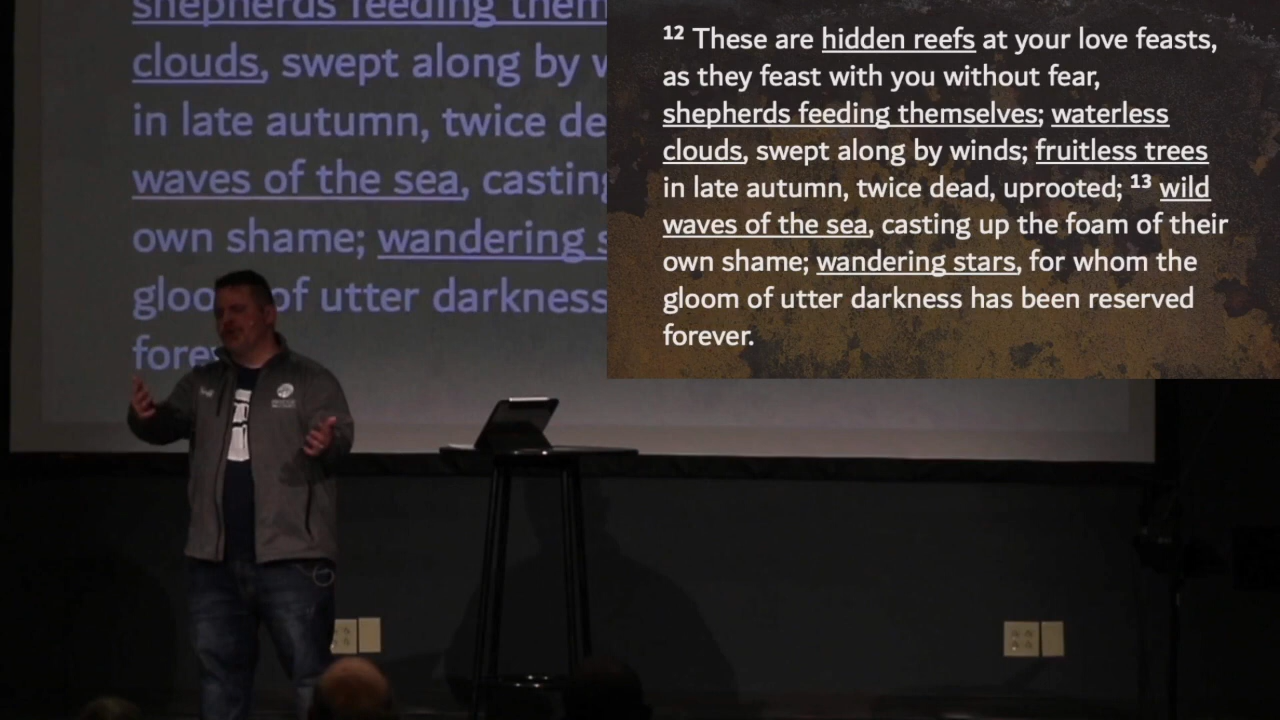 shepherds feeding them
clouds, swept along by w
in late autumn, twice de
waves of the sea, casting
own shame; wandering s
gloo of utter darkness
forev
12 These are hidden reefs at your love feasts,
as they feast with you without fear,
shepherds feeding themselves; waterless
clouds, swept along by winds; fruitless trees
in late autumn, twice dead, uprooted; 13 wild
waves of the sea, casting up the foam of their
own shame; wandering stars, for whom the
gloom of utter darkness has been reserved
forever.